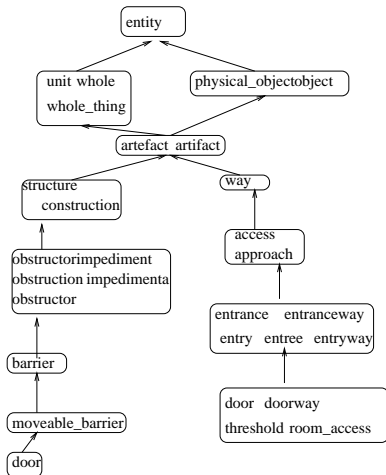 entity
unit whole
whole_thing
physical_objectobject
artefact artifact
structure
construction
way
access
approach
obstructorimpediment
obstruction impedimenta
obstructor
entrance entranceway
entry entree entryway
barrier
door doorway
threshold room_access
moveable_barrier
door